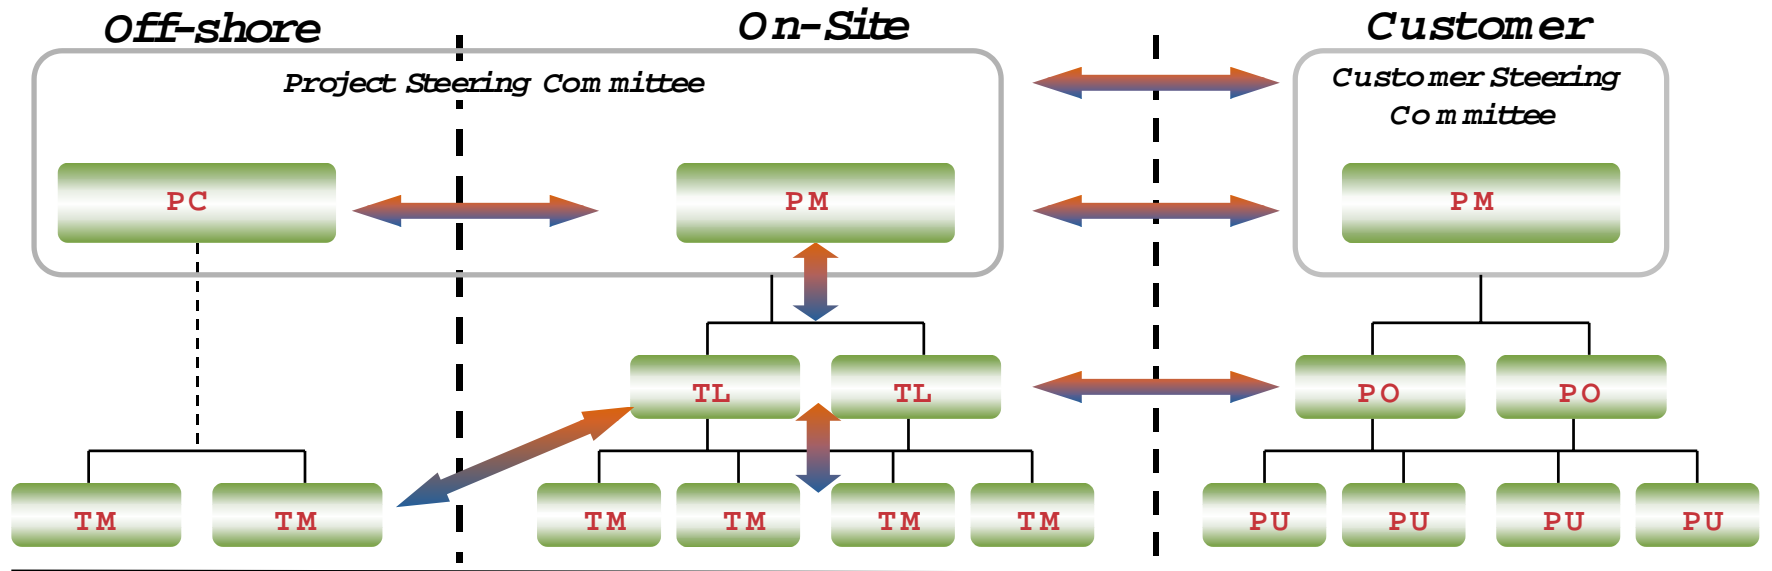 Off-shore On-Site Customer
Project Steering Committee
Customer Steering
Committee
PC PM PM
TL TL PO PO
TM TM TM TM TM TM PU PU PU PU